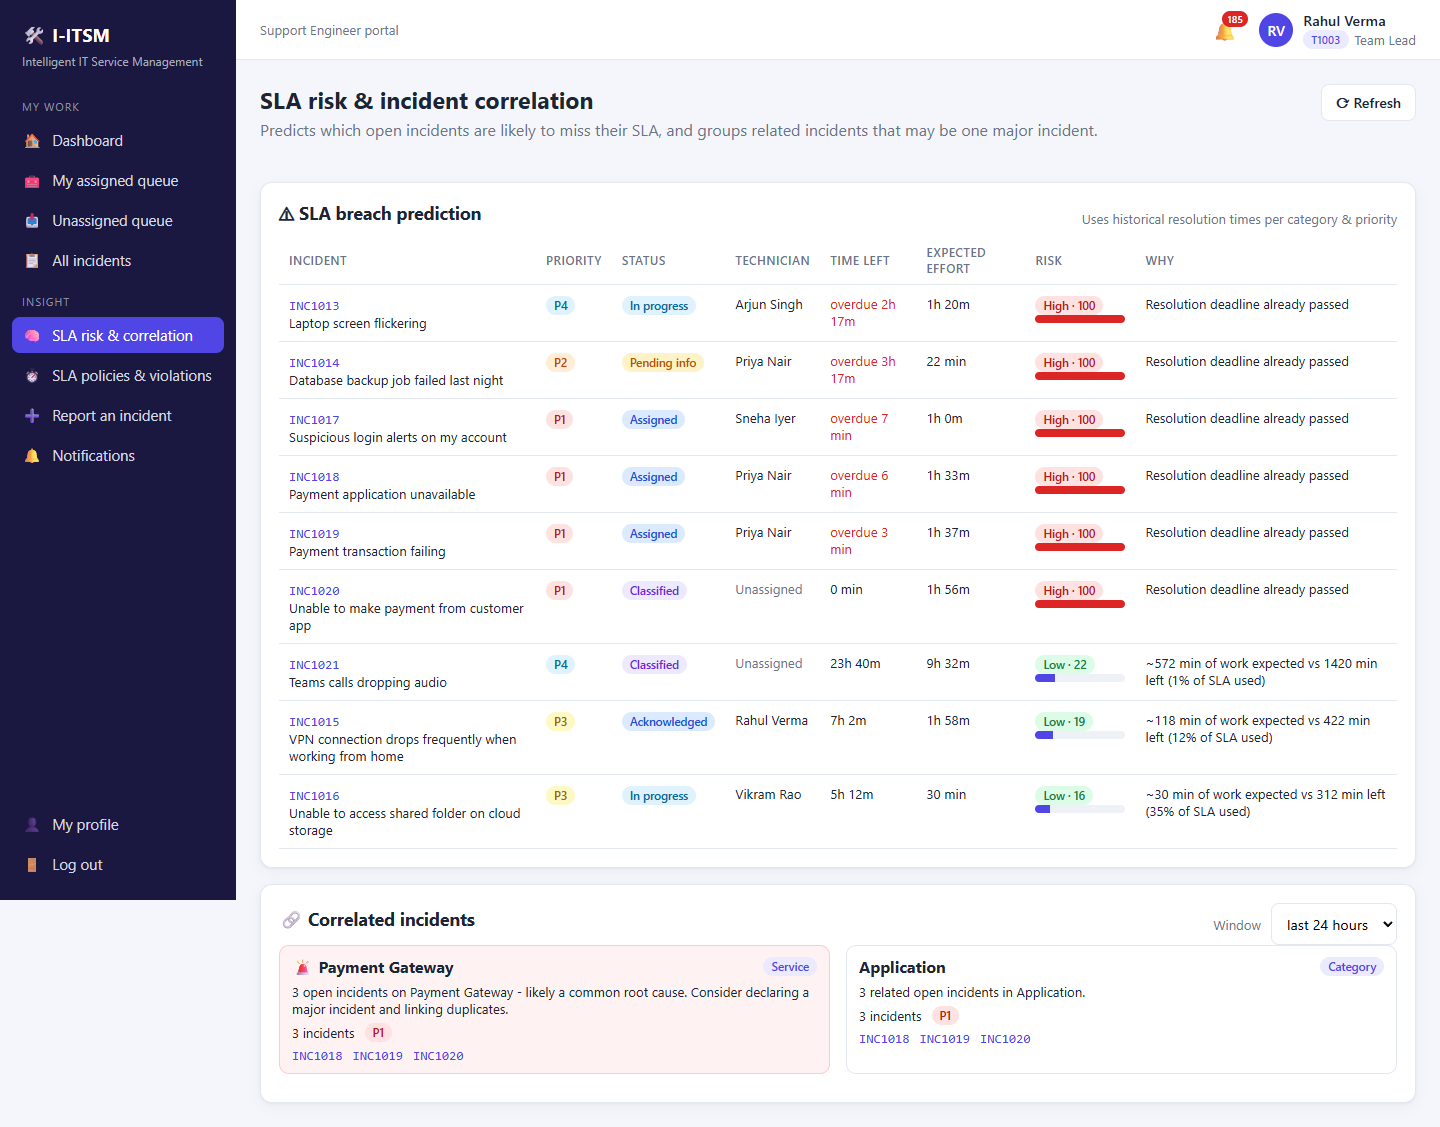 I-ITSM
Intelligent IT Service Management
MY WORK
Dashboard
My assigned queue
Unassigned queue
All incidents
INSIGHT
SLA risk & correlation
SLA policies & violations
Report an incident
Notifications
My profile
Log out
Support Engineer portal
185
RV
Rahul Verma
T1003 Team Lead
SLA risk & incident correlation
Predicts which open incidents are likely to miss their SLA, and groups related incidents that may be one major incident.
Refresh
SLA breach prediction
Uses historical resolution times per category & priority
INCIDENT PRIORITY STATUS TECHNICIAN TIME LEFT EXPECTED EFFORT RISK WHY
INC1013 P4 In progress Arjun Singh overdue 2h 17m 1h 20m High · 100 Resolution deadline already passed
Laptop screen flickering
INC1014 P2 Pending info Priya Nair overdue 3h 17m 22 min High · 100 Resolution deadline already passed
Database backup job failed last night
INC1017 P1 Assigned Sneha Iyer overdue 7 min 1h 0m High · 100 Resolution deadline already passed
Suspicious login alerts on my account
INC1018 P1 Assigned Priya Nair overdue 6 min 1h 33m High · 100 Resolution deadline already passed
Payment application unavailable
INC1019 P1 Assigned Priya Nair overdue 3 min 1h 37m High · 100 Resolution deadline already passed
Payment transaction failing
INC1020 P1 Classified Unassigned 0 min 1h 56m High · 100 Resolution deadline already passed
Unable to make payment from customer
app
INC1021 P4 Classified Unassigned 23h 40m 9h 32m Low · 22 ~572 min of work expected vs 1420 min
Teams calls dropping audio left (1% of SLA used)
INC1015 P3 Acknowledged Rahul Verma 7h 2m 1h 58m Low · 19 ~118 min of work expected vs 422 min
VPN connection drops frequently when left (12% of SLA used)
working from home
INC1016 P3 In progress Vikram Rao 5h 12m 30 min Low · 16 ~30 min of work expected vs 312 min left
Unable to access shared folder on cloud (35% of SLA used)
storage
Correlated incidents
Window last 24 hours
Payment Gateway Service
3 open incidents on Payment Gateway - likely a common root cause. Consider declaring a
major incident and linking duplicates.
3 incidents P1
INC1018 INC1019 INC1020
Application Category
3 related open incidents in Application.
3 incidents P1
INC1018 INC1019 INC1020